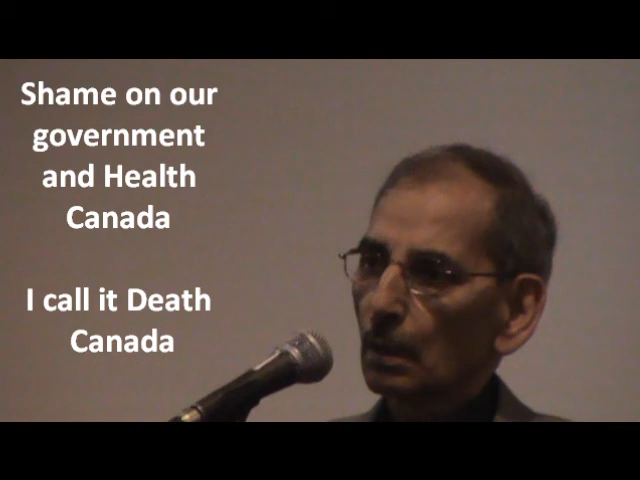 Shame on our
government
and Health
Canada
I call it Death
Canada